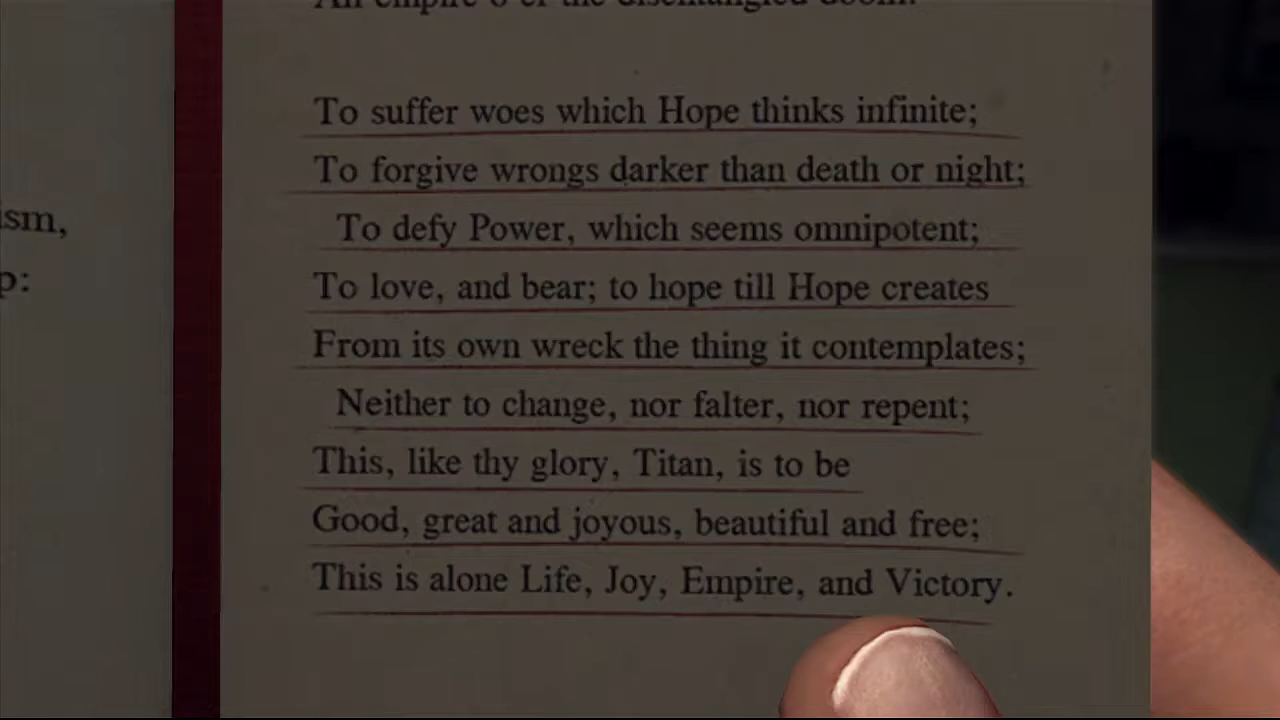 ism,
p:
An empire o'er the disentangled doom.
To suffer woes which Hope thinks infinite;
To forgive wrongs darker than death or night;
To defy Power, which seems omnipotent;
To love, and bear; to hope till Hope creates
From its own wreck the thing it contemplates;
Neither to change, nor falter, nor repent;
This, like thy glory, Titan, is to be
Good, great and joyous, beautiful and free;
This is alone Life, Joy, Empire, and Victory.